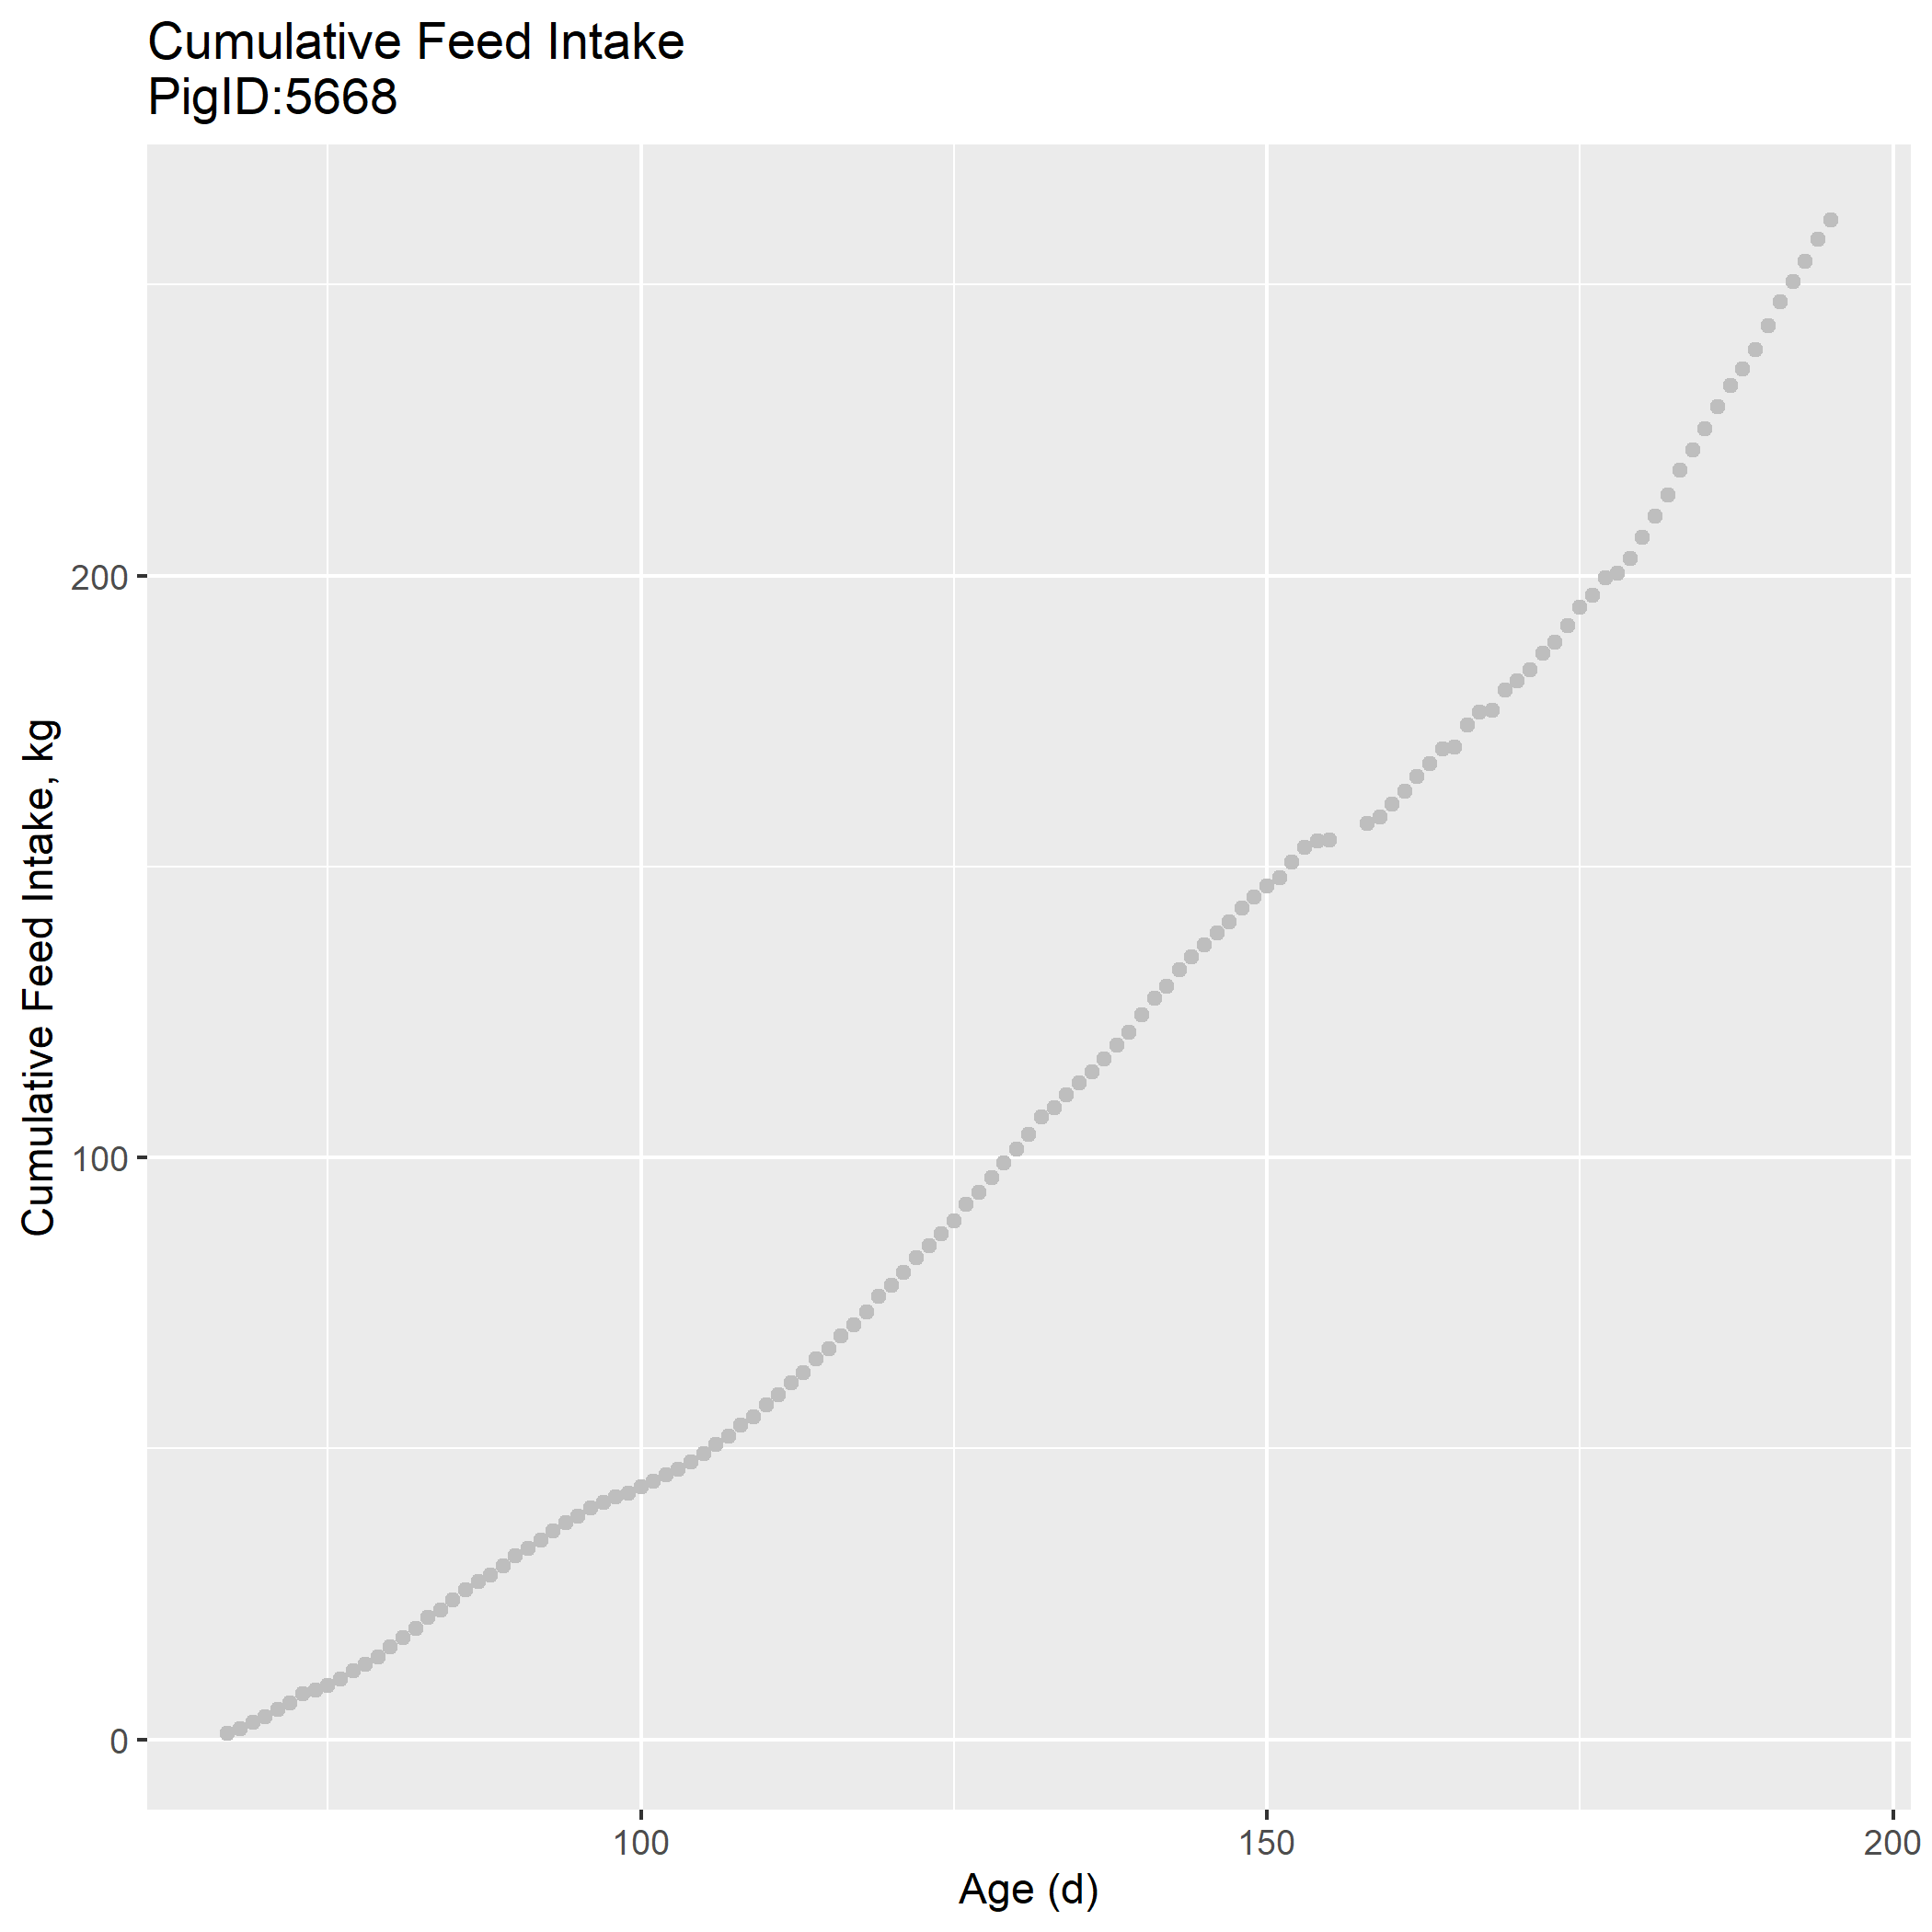 Cumulative Feed Intake
PigID:5668
Cumulative Feed Intake, kg
200
100
0
100
150
200
Age (d)